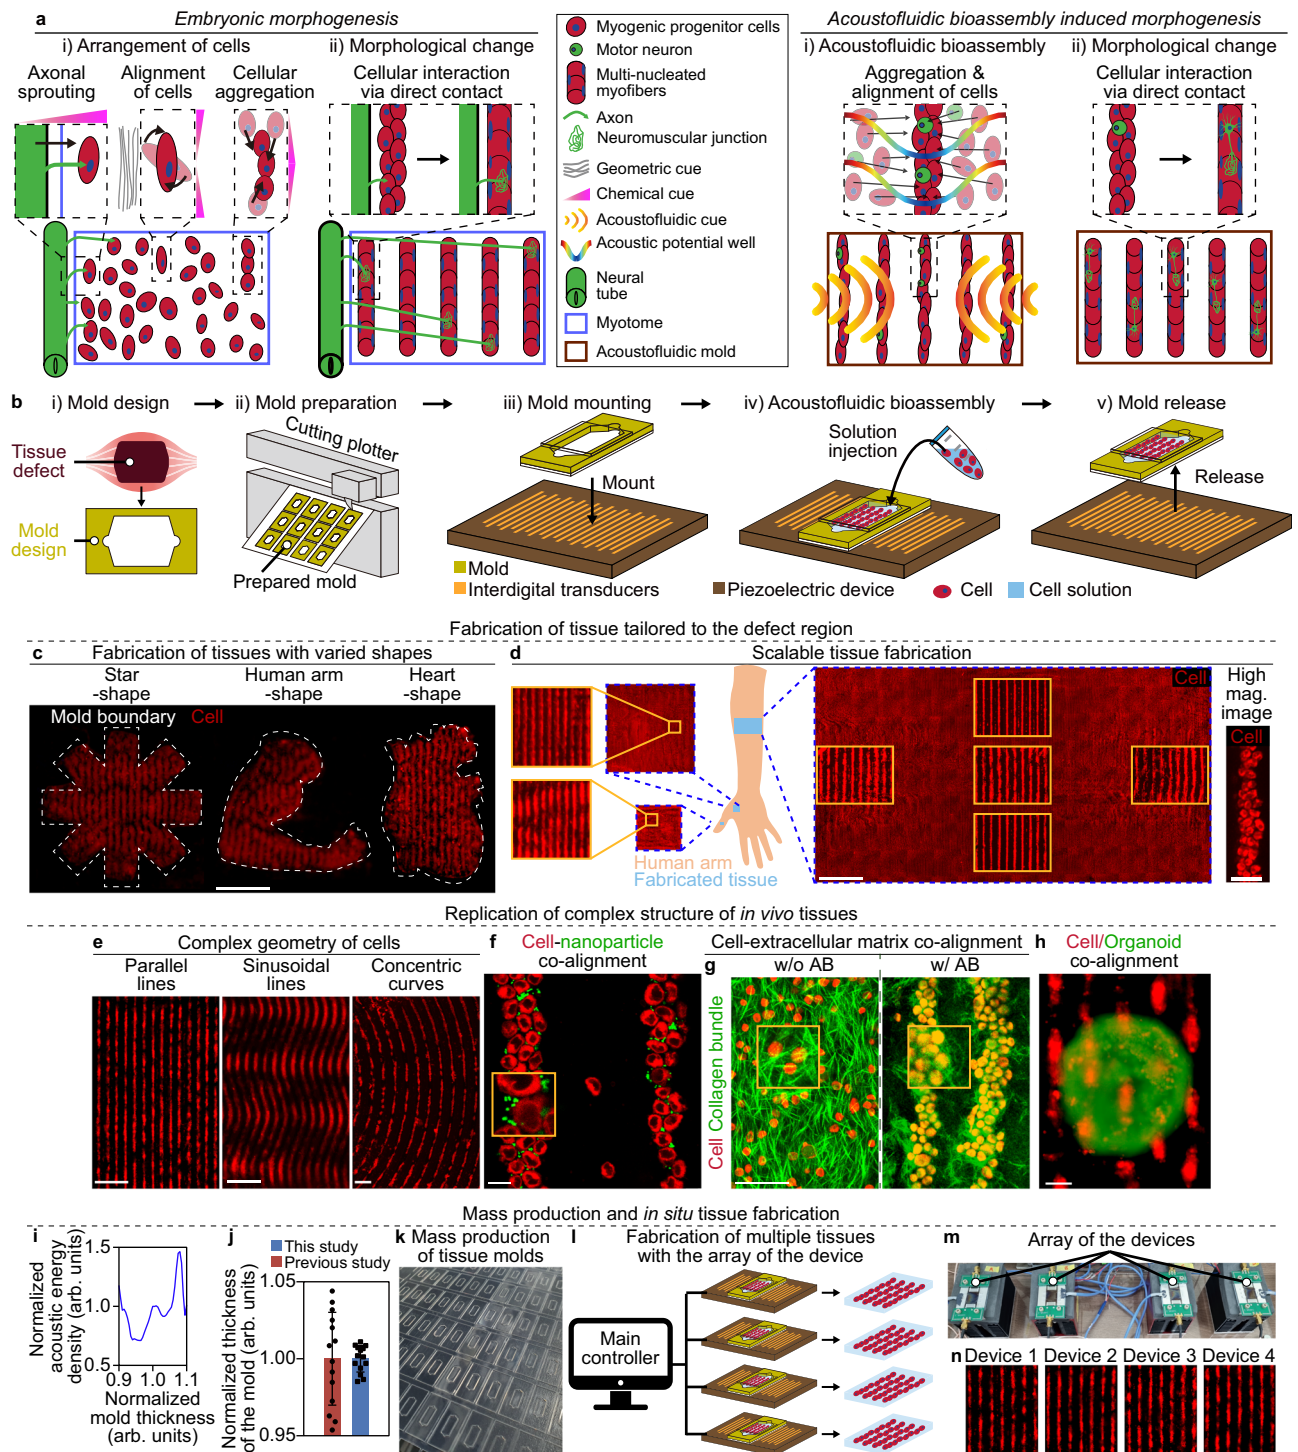 a
Embryonic morphogenesis
i) Arrangement of cells
ii) Morphological change
Axonal
sprouting
Alignment
of cells
Cellular
aggregation
Cellular interaction
via direct contact
Myogenic progenitor cells
Motor neuron
Multi-nucleated
myofibers
Axon
Neuromuscular junction
Geometric cue
Chemical cue
Acoustofluidic cue
Acoustic potential well
Neural
tube
Myotome
Acoustofluidic mold
Acoustofluidic bioassembly induced morphogenesis
i) Acoustofluidic bioassembly
ii) Morphological change
Aggregation &
alignment of cells
Cellular interaction
via direct contact
b
i) Mold design
ii) Mold preparation
iii) Mold mounting
iv) Acoustofluidic bioassembly
v) Mold release
Tissue
defect
Mold
design
Cutting plotter
Prepared mold
Mount
Solution
injection
Release
Mold
Interdigital transducers
Piezoelectric device
Cell
Cell solution
Fabrication of tissue tailored to the defect region
c
Fabrication of tissues with varied shapes
Star
-shape
Human arm
-shape
Heart
-shape
Mold boundary
Cell
d
Scalable tissue fabrication
Human arm
Fabricated tissue
Cell
High
mag.
image
Cell
Replication of complex structure of in vivo tissues
e
Complex geometry of cells
Parallel
lines
Sinusoidal
lines
Concentric
curves
f
Cell-nanoparticle
co-alignment
Cell-extracellular matrix co-alignment
g
w/o AB
w/ AB
Cell Collagen bundle
h
Cell/Organoid
co-alignment
Mass production and in situ tissue fabrication
i
Normalized
acoustic energy
density (arb. units)
1.5
1.0
0.5
0.9
1.0
1.1
Normalized
mold thickness
(arb. units)
j
This study
Previous study
Normalized thickness
of the mold (arb. units)
1.05
1.00
0.95
k
Mass production
of tissue molds
l
Fabrication of multiple tissues
with the array of the device
Main
controller
m
Array of the devices
n
Device 1
Device 2
Device 3
Device 4